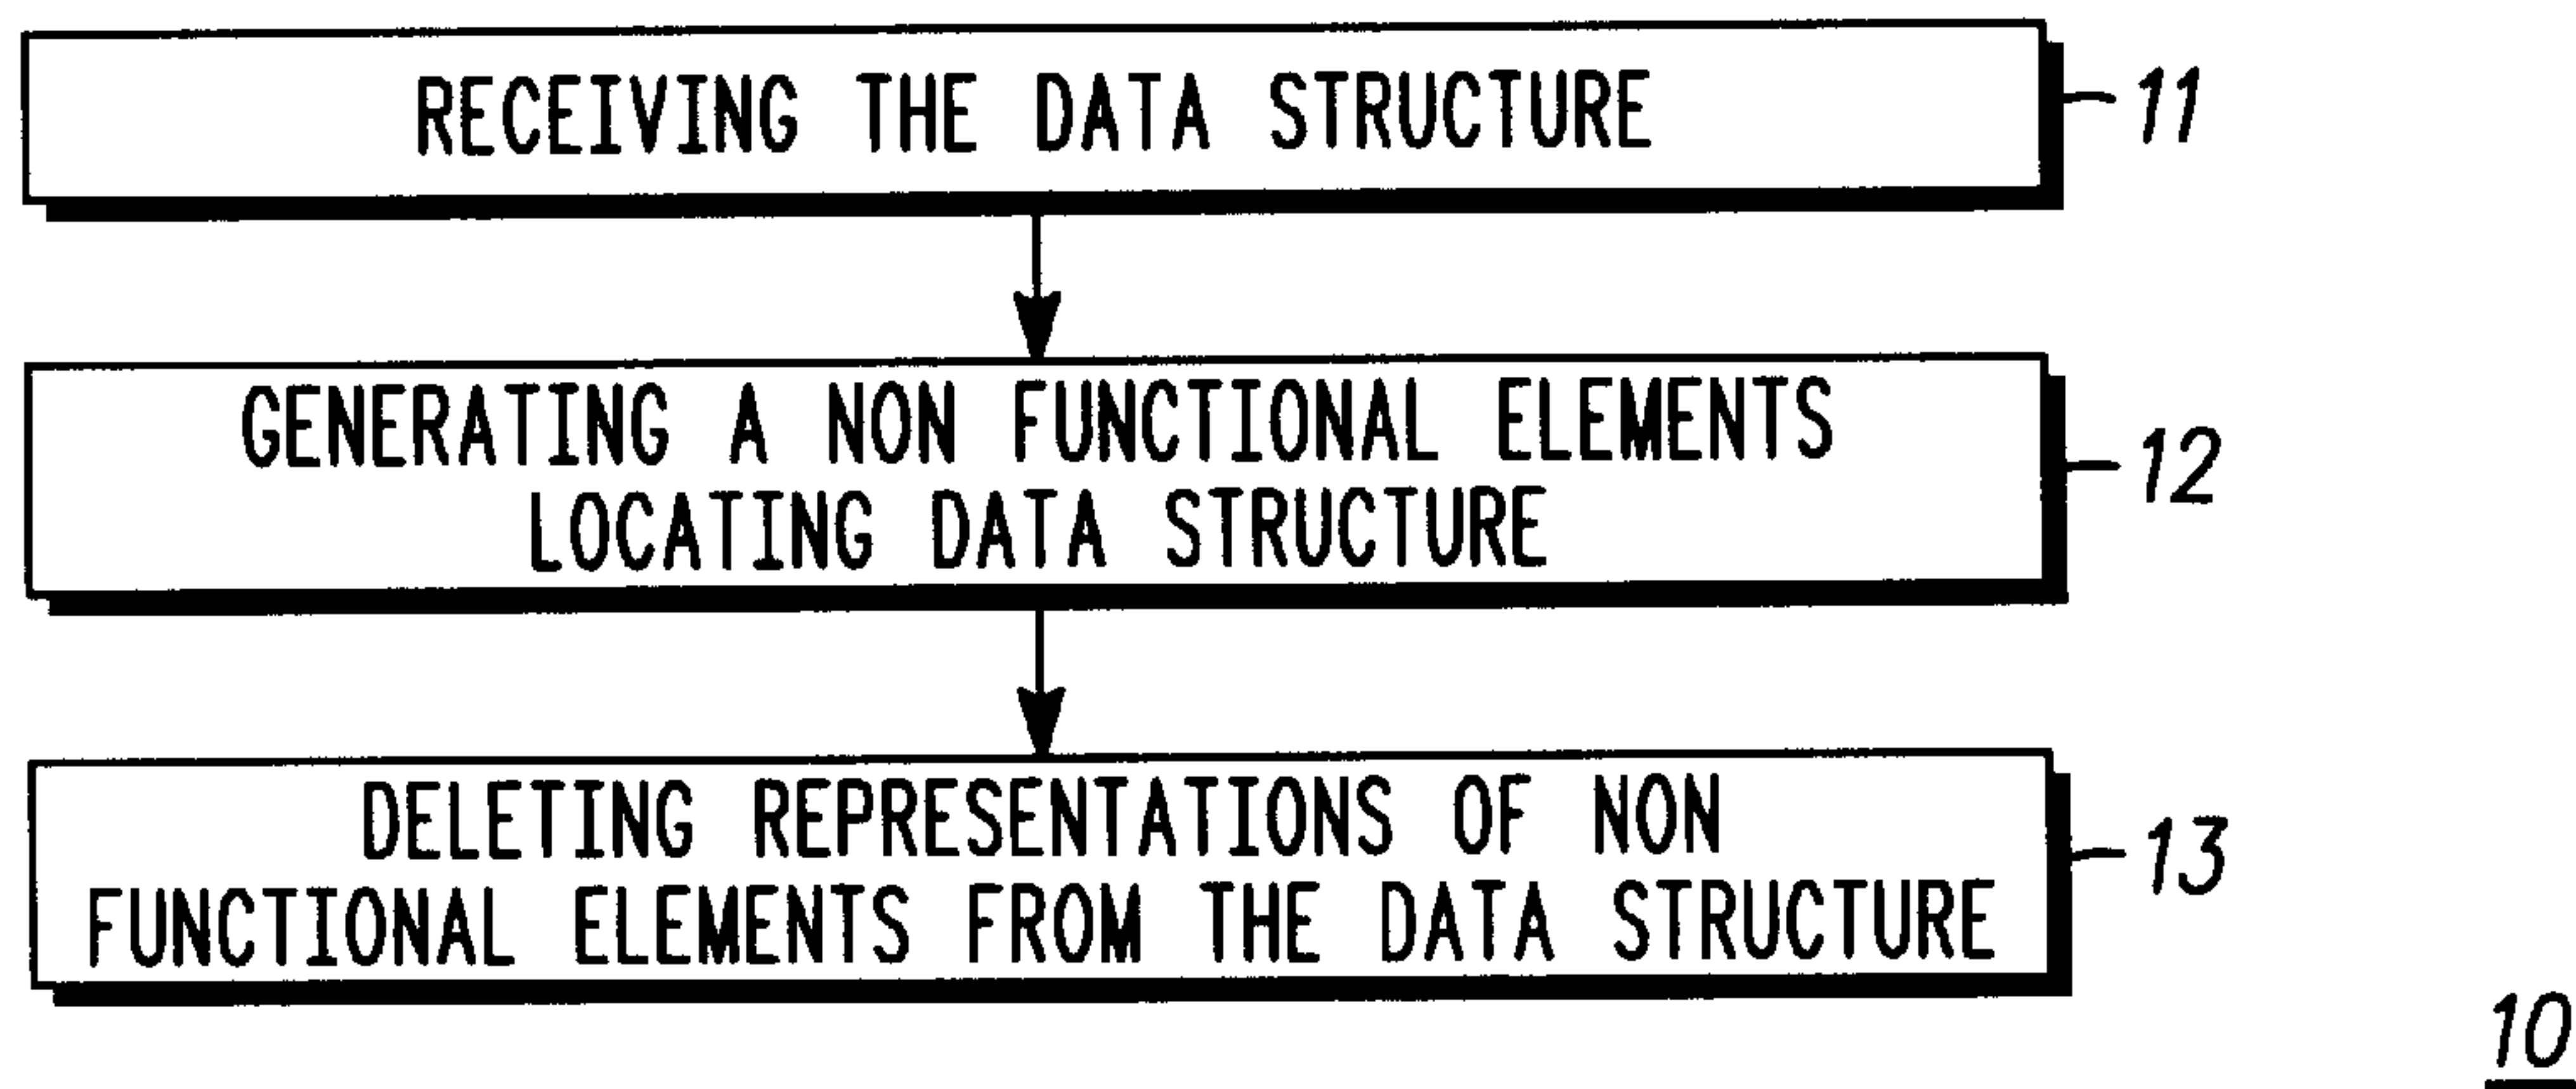 RECEIVING THE DATA STRUCTURE
11
GENERATING A NON FUNCTIONAL ELEMENTS
LOCATING DATA STRUCTURE
12
DELETING REPRESENTATIONS OF NON
FUNCTIONAL ELEMENTS FROM THE DATA STRUCTURE
13
10